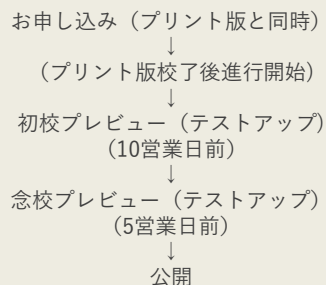 お申し込み（プリント版と同時）
↓
（プリント版校了後進行開始）
↓
初校プレビュー（テストアップ）
（10営業日前）
↓
念校プレビュー（テストアップ）
（5営業日前）
↓
公開